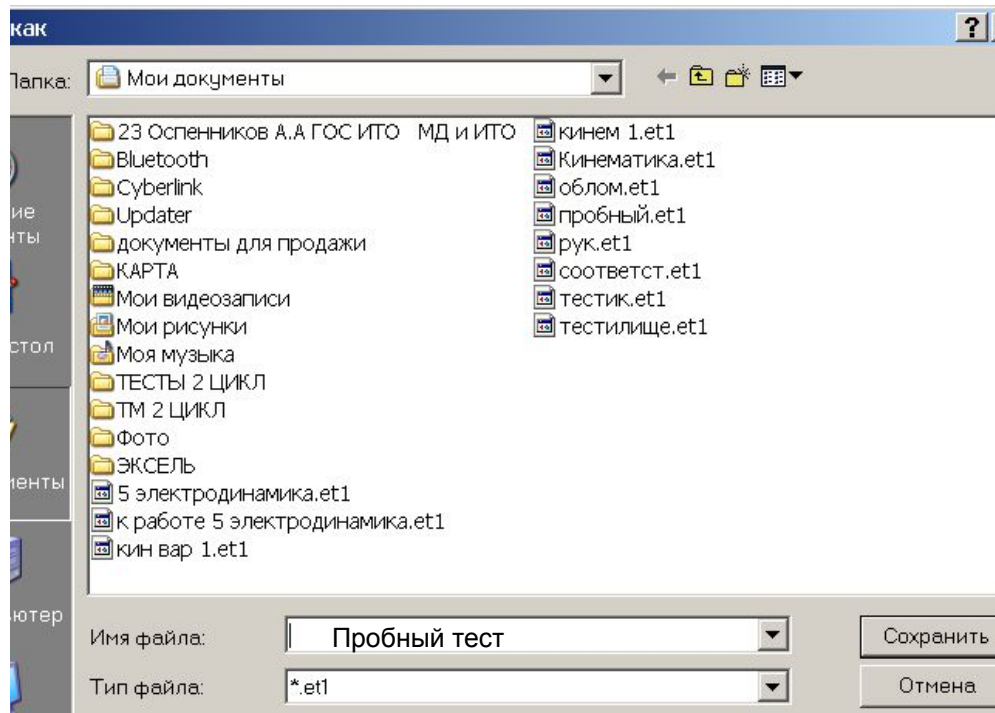 как
?
Папка:
Мои документы
23 Оспенников А.А ГОС ИТО МД и ИТО
Bluetooth
Cyberlink
Updater
документы для продажи
КАРТА
Мои видеозаписи
Мои рисунки
Моя музыка
ТЕСТЫ 2 ЦИКЛ
ТМ 2 ЦИКЛ
Фото
ЭКСЕЛЬ
5 электродинамика.et1
к работе 5 электродинамика.et1
кин вар 1.et1
кинем 1.et1
Кинематика.et1
облом.et1
пробный.et1
рук.et1
соответст.et1
тестик.et1
тестилище.et1
стол
Имя файла:
Пробный тест
Сохранить
Тип файла:
*.et1
Отмена